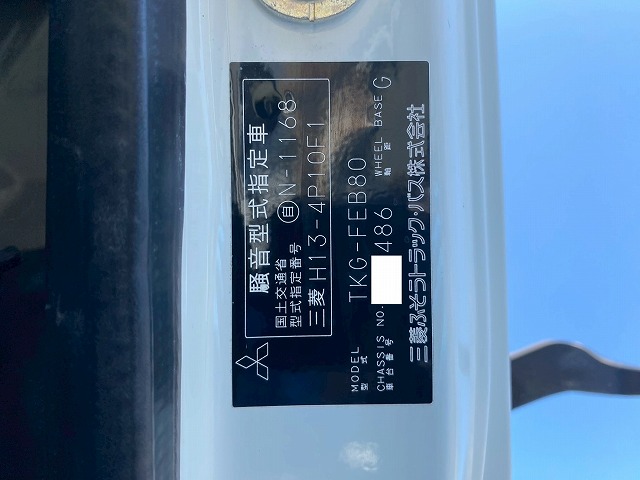 騒音型式指定車
国土交通省
型式指定番号
自 N-1168
三菱 H13-4P10F1
MODEL
型式
TKG-FEB80
CHASSIS NO.
車台番号
486
WHEEL BASE
軸距
G
三菱ふそうトラック・バス株式会社